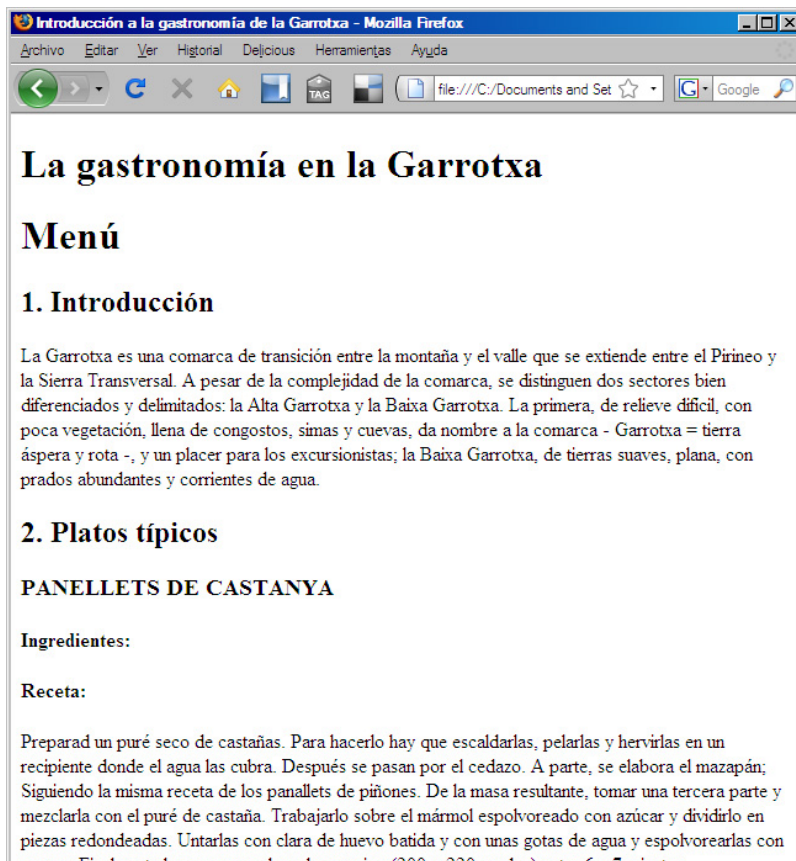 Introducción a la gastronomía de la Garrotxa - Mozilla Firefox
Archivo Editar Ver Historial Delicious Herramientas Ayuda
TAG file:///C:/Documents and Set G Google
La gastronomía en la Garrotxa
Menú
1. Introducción
La Garrotxa es una comarca de transición entre la montaña y el valle que se extiende entre el Pirineo y
la Sierra Transversal. A pesar de la complejidad de la comarca, se distinguen dos sectores bien
diferenciados y delimitados: la Alta Garrotxa y la Baixa Garrotxa. La primera, de relieve difícil, con
poca vegetación, llena de congostos, simas y cuevas, da nombre a la comarca - Garrotxa = tierra
áspera y rota -, y un placer para los excursionistas; la Baixa Garrotxa, de tierras suaves, plana, con
prados abundantes y corrientes de agua.
2. Platos típicos
PANELLETS DE CASTANYA
Ingredientes:
Receta:
Preparad un puré seco de castañas. Para hacerlo hay que escaldarlas, pelarlas y hervirlas en un
recipiente donde el agua las cubra. Después se pasan por el cedazo. A parte, se elabora el mazapán;
Siguiendo la misma receta de los panallets de piñones. De la masa resultante, tomar una tercera parte y
mezclarla con el puré de castaña. Trabajarlo sobre el mármol espolvoreado con azúcar y dividirlo en
piezas redondeadas. Untarlas con clara de huevo batida y con unas gotas de agua y espolvorearlas con